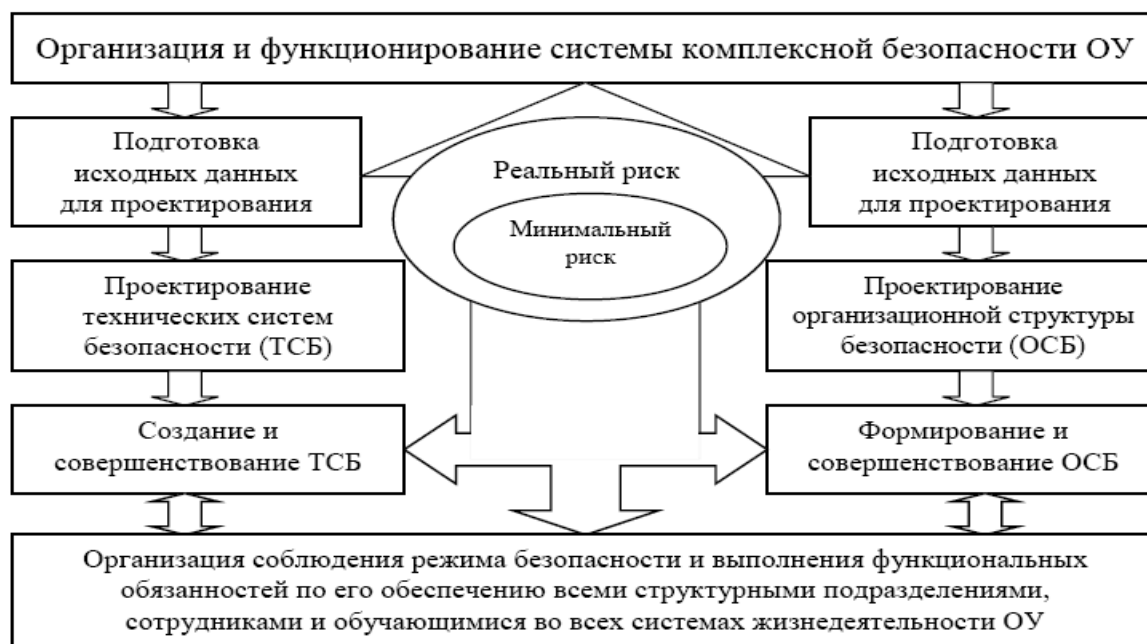 Организация и функционирование системы комплексной безопасности ОУ
Подготовка
исходных данных
для проектирования
Реальный риск
Минимальный
риск
Подготовка
исходных данных
для проектирования
Проектирование
технических систем
безопасности (ТСБ)
Проектирование
организационной структуры
безопасности (ОСБ)
Создание и
совершенствование ТСБ
Формирование и
совершенствование ОСБ
Организация соблюдения режима безопасности и выполнения функциональных
обязанностей по его обеспечению всеми структурными подразделениями,
сотрудниками и обучающимися во всех системах жизнедеятельности ОУ